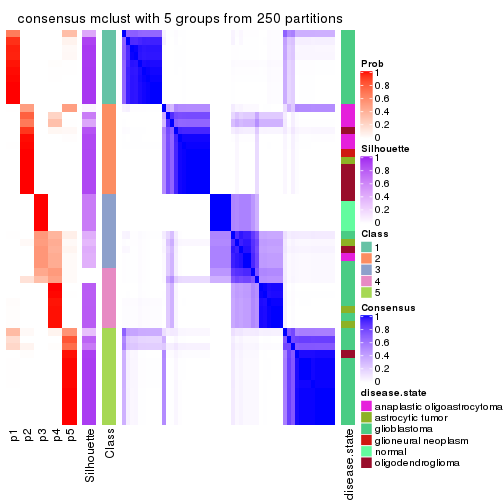 consensus mclust with 5 groups from 250 partitions
Prob
1
0.8
0.6
0.4
0.2
0
Silhouette
1
0.8
0.6
0.4
0.2
0
Class
1
2
3
4
5
Consensus
1
0.8
0.6
0.4
0.2
0
disease.state
anaplastic oligoastrocytoma
astrocytic tumor
glioblastoma
glioneural neoplasm
normal
oligodendroglioma
p1
p2
p3
p4
p5
Silhouette
Class
disease.state